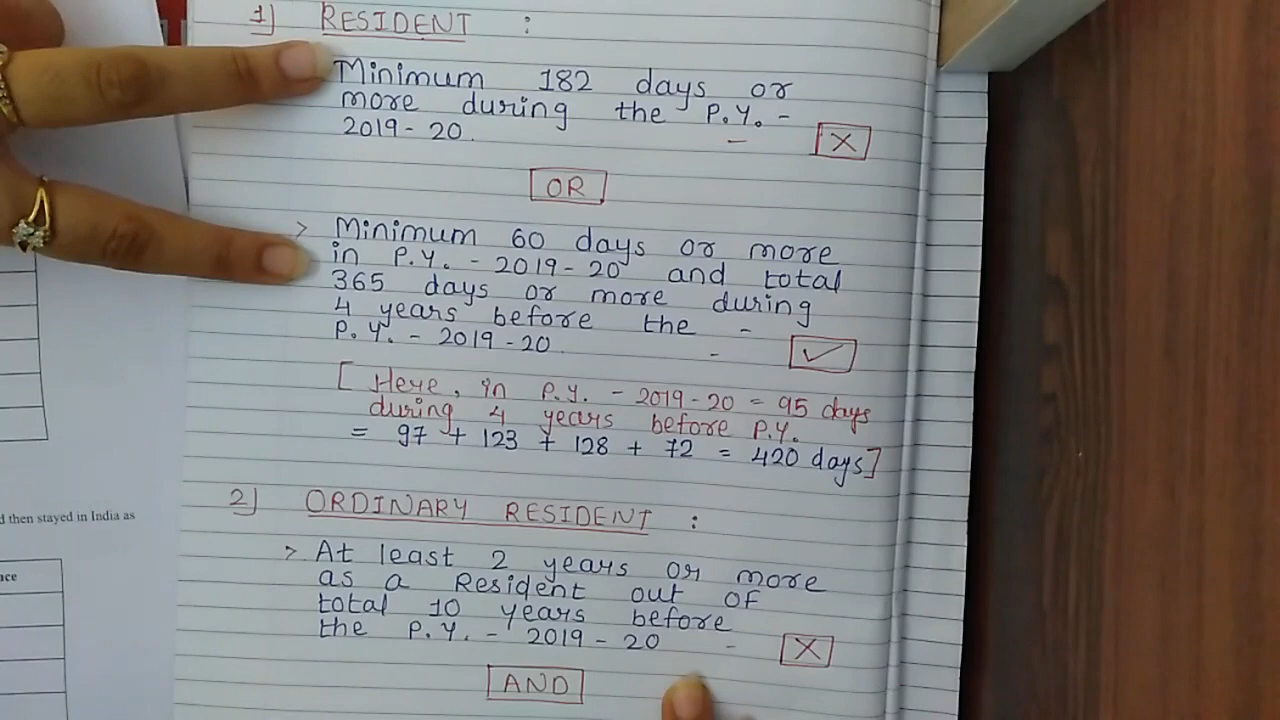 1] RESIDENT :
Minimum 182 days or
more during the P.Y. -
2019-20. - [X]
OR
> Minimum 60 days or more
in P.Y. - 2019-20 and total
365 days or more during
4 years before the -
P.Y. - 2019-20. - [✓]
[ Here, in P.Y. - 2019-20 = 95 days
during 4 years before P.Y.
= 97 + 123 + 128 + 72 = 420 days]
2] ORDINARY RESIDENT :
d then stayed in India as
> At least 2 years or more
as a Resident out of
total 10 years before
the P.Y. - 2019-20 - [X]
AND